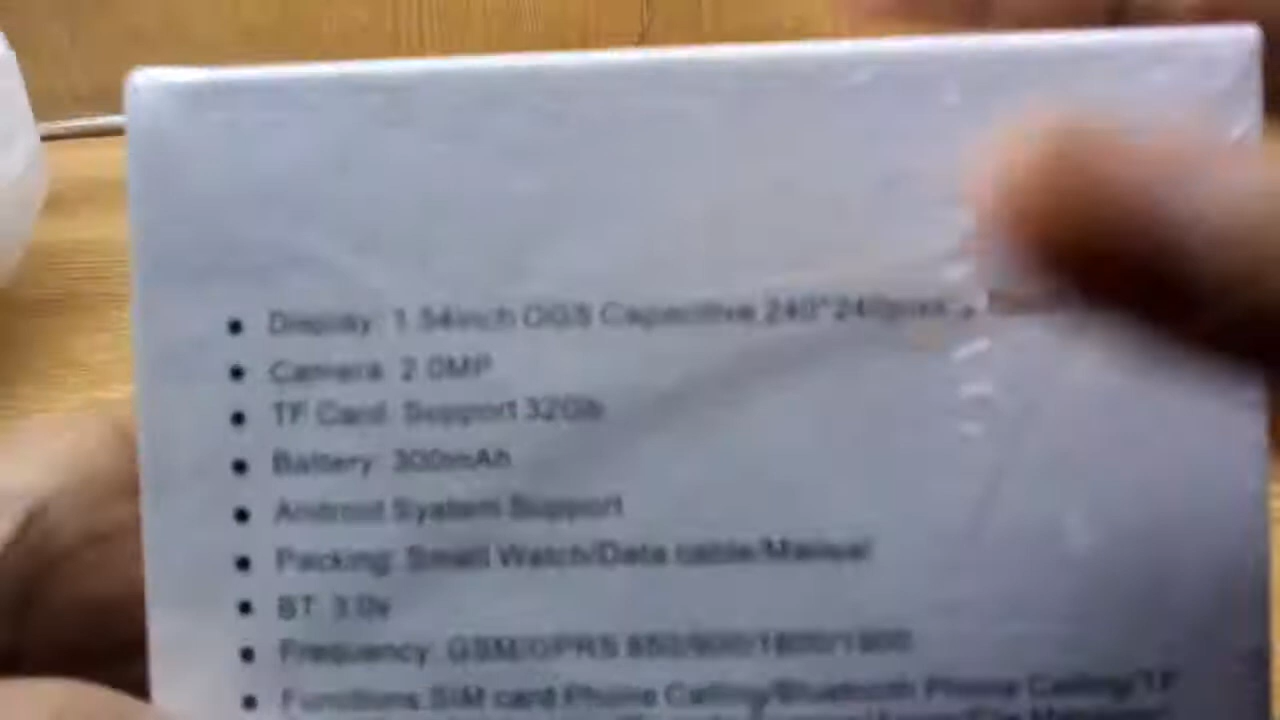 Display: 1.54inch OGS Capacitive 240*240pixel
Camera: 2.0MP
TF Card: Support 32Gb
Battery: 300mAh
Android System Support
Packing: Small Watch/Data cable/Manual
BT: 3.0v
Frequency: GSM/GPRS 850/900/1800/1900
Functions:SIM card Phone Calling/Bluetooth Phone Calling/TF